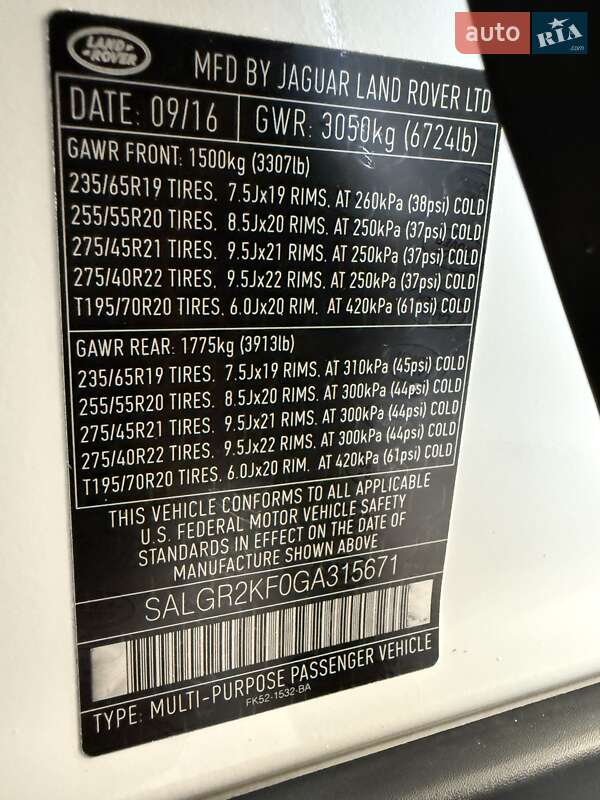 auto RIA .com
LAND ROVER
MFD BY JAGUAR LAND ROVER LTD
DATE: 09/16 GWR: 3050kg (6724lb)
GAWR FRONT: 1500kg (3307lb)
235/65R19 TIRES. 7.5Jx19 RIMS. AT 260kPa (38psi) COLD
255/55R20 TIRES. 8.5Jx20 RIMS. AT 250kPa (37psi) COLD
275/45R21 TIRES. 9.5Jx21 RIMS. AT 250kPa (37psi) COLD
275/40R22 TIRES. 9.5Jx22 RIMS. AT 250kPa (37psi) COLD
T195/70R20 TIRES. 6.0Jx20 RIM. AT 420kPa (61psi) COLD
GAWR REAR: 1775kg (3913lb)
235/65R19 TIRES. 7.5Jx19 RIMS. AT 310kPa (45psi) COLD
255/55R20 TIRES. 8.5Jx20 RIMS. AT 300kPa (44psi) COLD
275/45R21 TIRES. 9.5Jx21 RIMS. AT 300kPa (44psi) COLD
275/40R22 TIRES. 9.5Jx22 RIMS. AT 300kPa (44psi) COLD
T195/70R20 TIRES. 6.0Jx20 RIM. AT 420kPa (61psi) COLD
THIS VEHICLE CONFORMS TO ALL APPLICABLE
U.S. FEDERAL MOTOR VEHICLE SAFETY
STANDARDS IN EFFECT ON THE DATE OF
MANUFACTURE SHOWN ABOVE
SALGR2KF0GA315671
TYPE: MULTI-PURPOSE PASSENGER VEHICLE
FK52-1532-BA